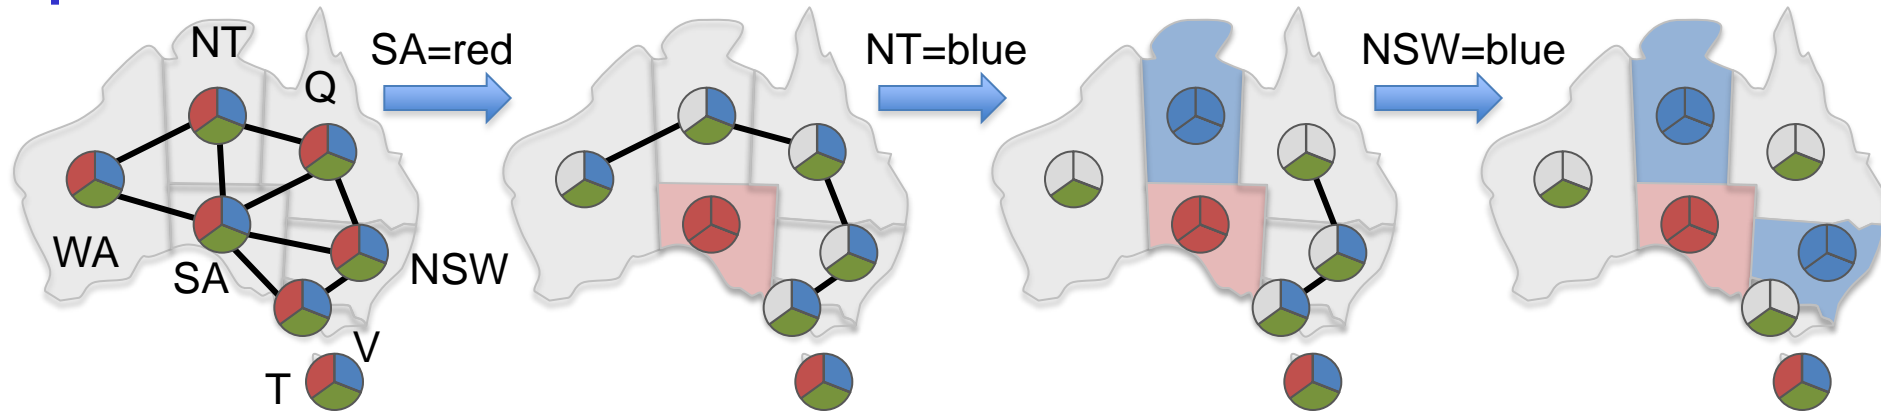 NT
SA=red
NT=blue
NSW=blue
Q
WA
SA
NSW
V
T